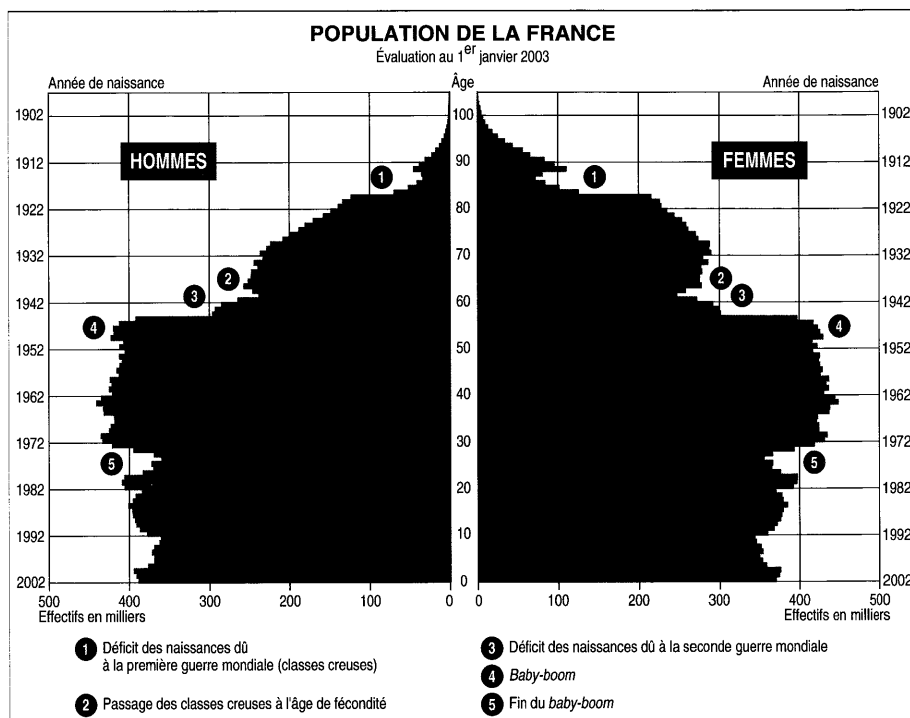 POPULATION DE LA FRANCE
Évaluation au 1er janvier 2003
Année de naissance
Âge
Année de naissance
1902
100
1902
HOMMES
FEMMES
1912
90
1912
1
1
1922
80
1922
1932
70
1932
2
2
3
3
1942
60
1942
4
4
1952
50
1952
1962
40
1962
1972
30
1972
5
5
1982
20
1982
1992
10
1992
2002
0
2002
500 400 300 200 100 0
0 100 200 300 400 500
Effectifs en milliers
Effectifs en milliers
1 Déficit des naissances dû
à la première guerre mondiale (classes creuses)
2 Passage des classes creuses à l'âge de fécondité
3 Déficit des naissances dû à la seconde guerre mondiale
4 Baby-boom
5 Fin du baby-boom